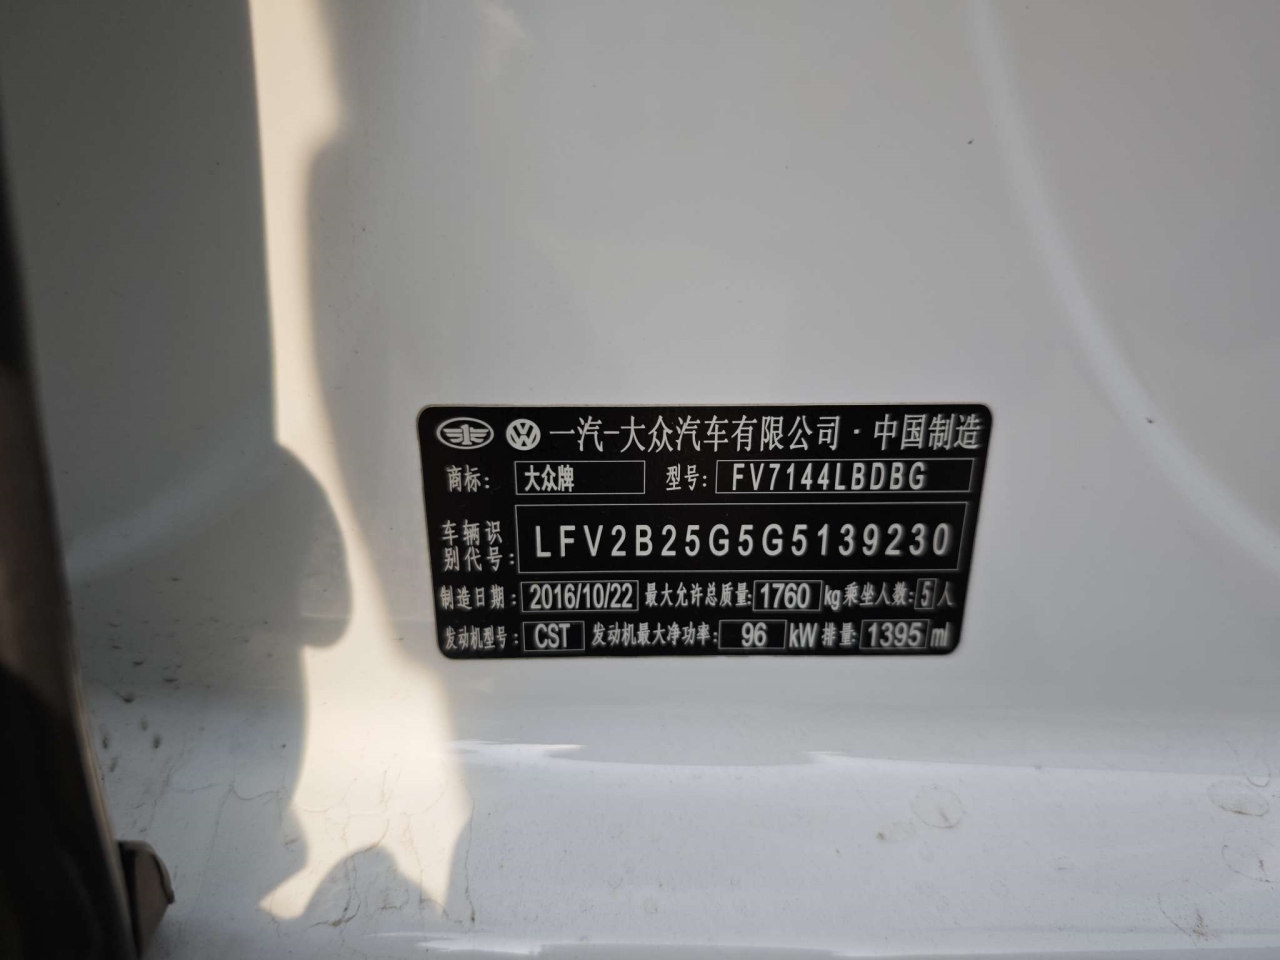 一汽-大众汽车有限公司·中国制造
商标: 大众牌 型号: FV7144LBDBG
车辆识别代号: LFV2B25G5G5139230
制造日期: 2016/10/22 最大允许总质量: 1760 kg 乘坐人数: 5 人
发动机型号: CST 发动机最大净功率: 96 kW 排量: 1395 ml